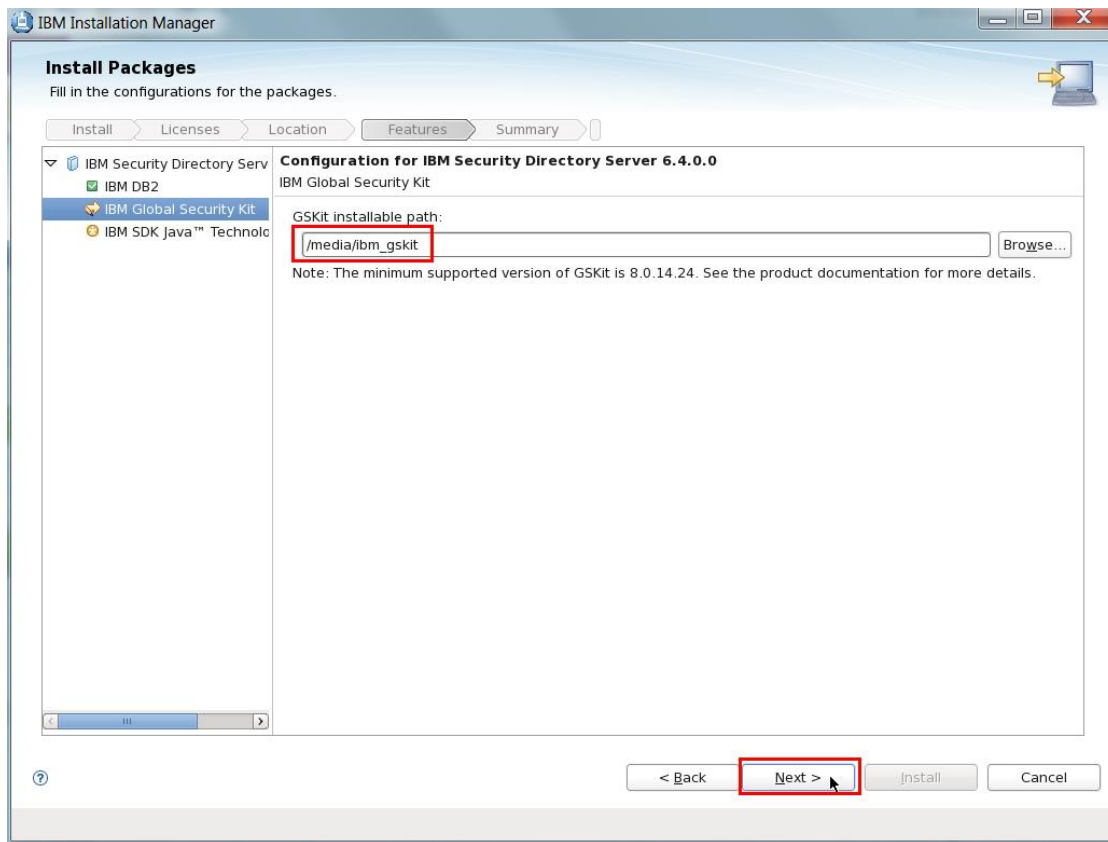 IBM Installation Manager
Install Packages
Fill in the configurations for the packages.
Install Licenses Location Features Summary
IBM Security Directory Serv
IBM DB2
IBM Global Security Kit
IBM SDK Java™ Technolo
Configuration for IBM Security Directory Server 6.4.0.0
IBM Global Security Kit
GSKit installable path:
/media/ibm_gskit Browse...
Note: The minimum supported version of GSKit is 8.0.14.24. See the product documentation for more details.
? < Back Next > Install Cancel